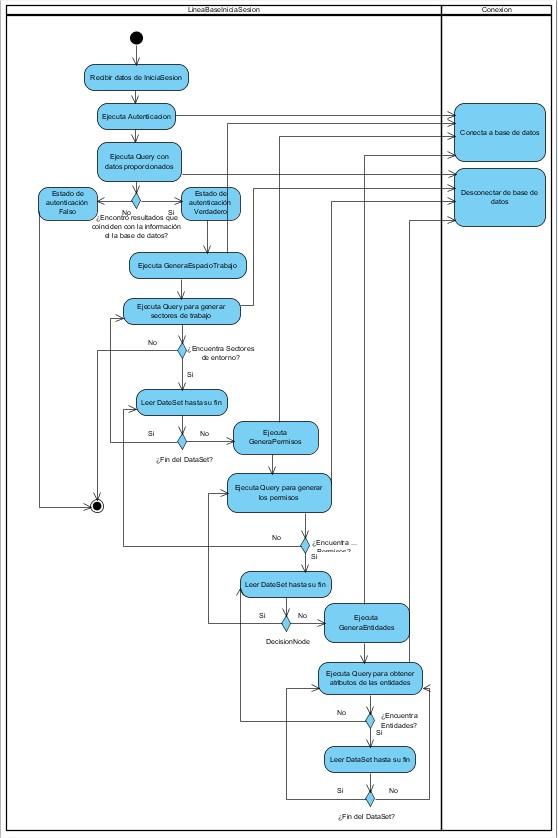 LineaBaseIniciaSesion
Conexion
Recibir datos de IniciaSesion
Ejecuta Autenticacion
Conecta a base de datos
Ejecuta Query con
datos proporcionados
Desconectar de base de
datos
Estado de
autenticación
Falso
Estado de
autenticación
Verdadero
No
Si
¿Encontró resultados que
coinciden con la información
el la base de datos?
Ejecuta GeneraEspacioTrabajo
Ejecuta Query para generar
sectores de trabajo
No
¿Encuentra Sectores
de entorno?
Si
Leer DateSet hasta su fin
Si
No
¿Fin del DataSet?
Ejecuta
GeneraPermisos
Ejecuta Query para generar
los permisos
No
¿Encuentra ...
Permisos?
Si
Leer DateSet hasta su fin
Si
No
DecisionNode
Ejecuta
GeneraEntidades
Ejecuta Query para obtener
atributos de las entidades
No
¿Encuentra
Entidades?
Si
Leer DataSet hasta su fin
Si
No
¿Fin del DataSet?